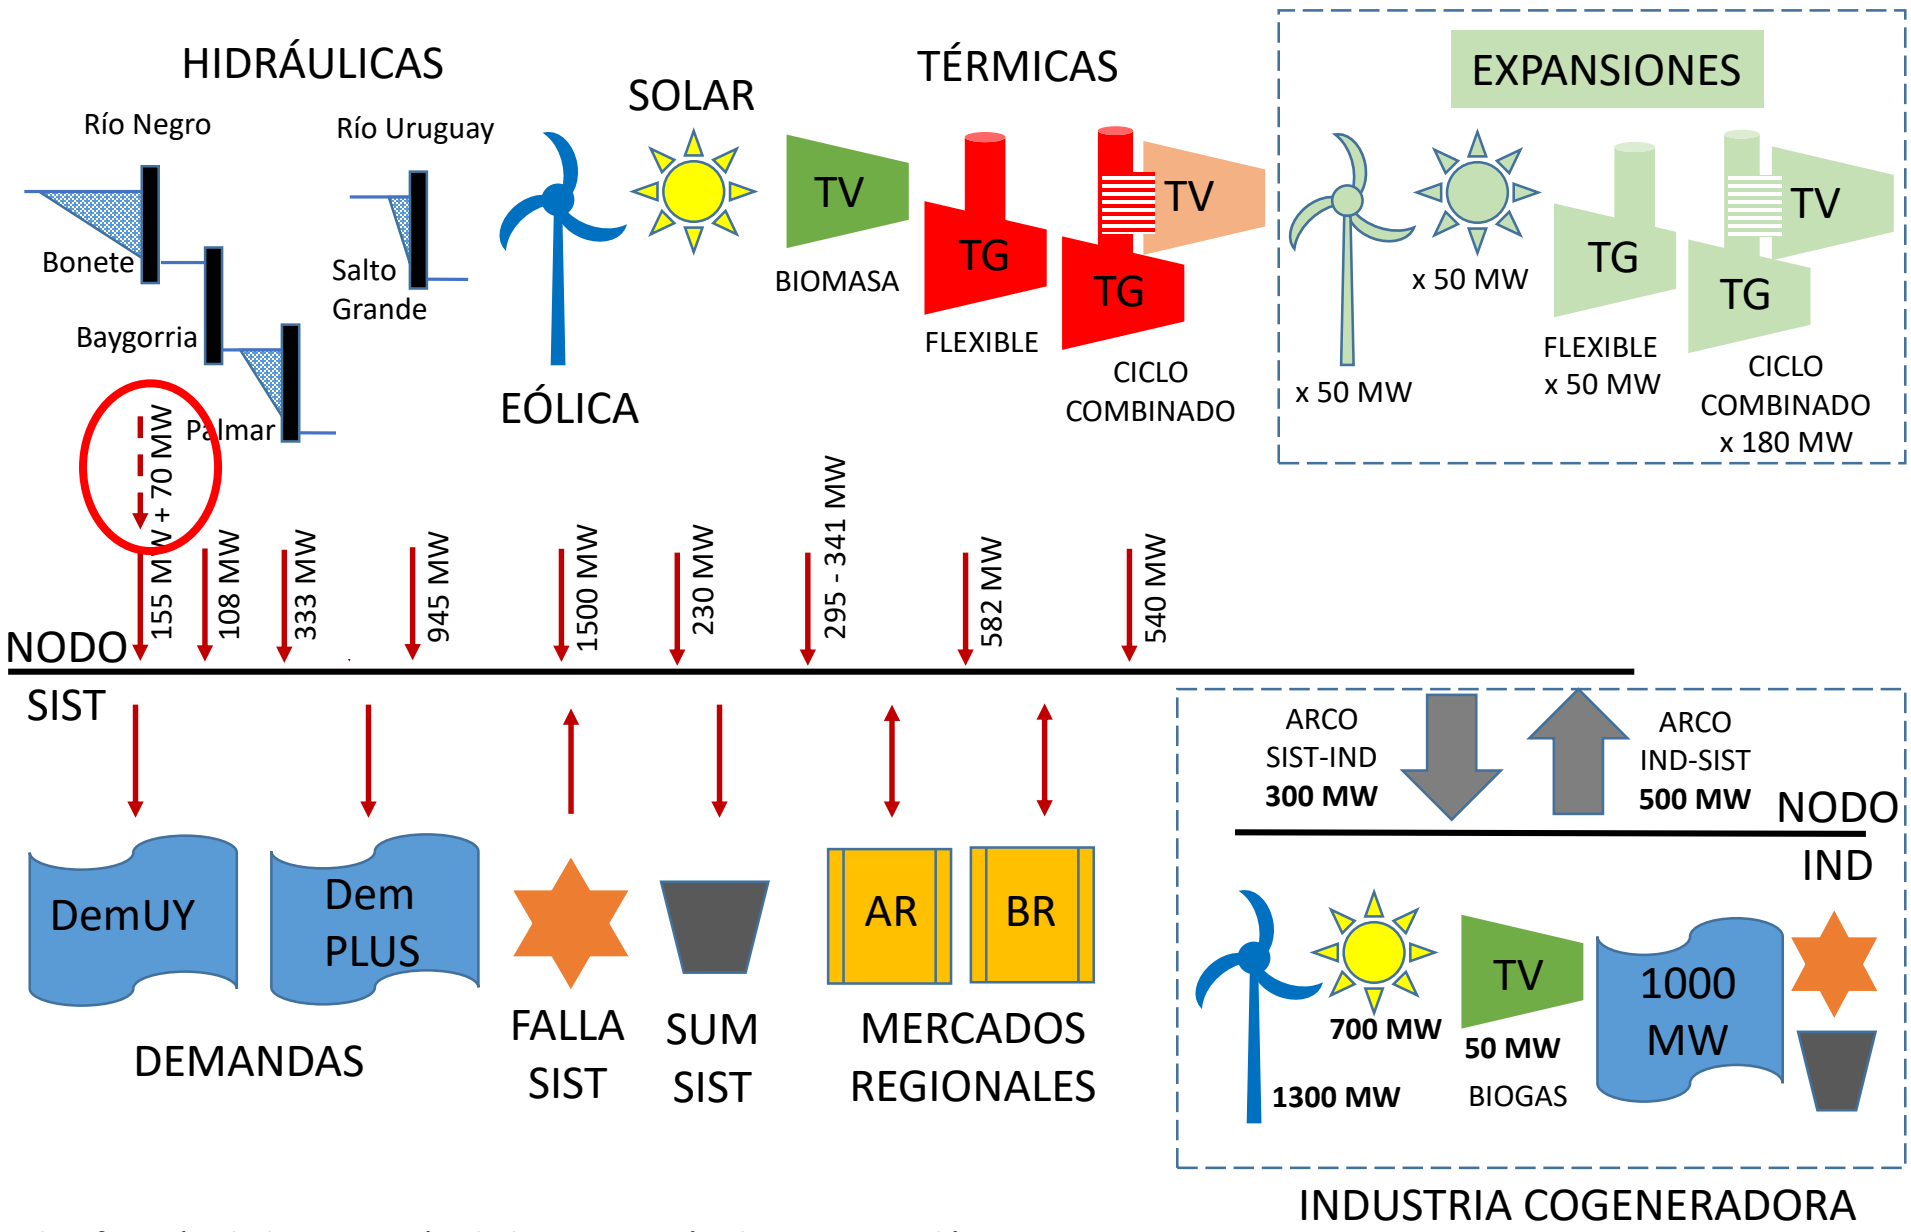 HIDRÁULICAS
Río Negro
Río Uruguay
Bonete
Baygorria
Palmar
Salto
Grande
EÓLICA
SOLAR
TÉRMICAS
TV
BIOMASA
TG
FLEXIBLE
TV
TG
CICLO
COMBINADO
EXPANSIONES
x 50 MW
x 50 MW
TG
FLEXIBLE
x 50 MW
TV
TG
CICLO
COMBINADO
x 180 MW
155 MW + 70 MW
108 MW
333 MW
945 MW
1500 MW
230 MW
295 - 341 MW
582 MW
540 MW
NODO
SIST
DemUY
Dem
PLUS
DEMANDAS
FALLA
SIST
SUM
SIST
AR
BR
MERCADOS
REGIONALES
ARCO
SIST-IND
300 MW
ARCO
IND-SIST
500 MW
NODO
IND
1300 MW
700 MW
TV
50 MW
BIOGAS
1000
MW
INDUSTRIA COGENERADORA